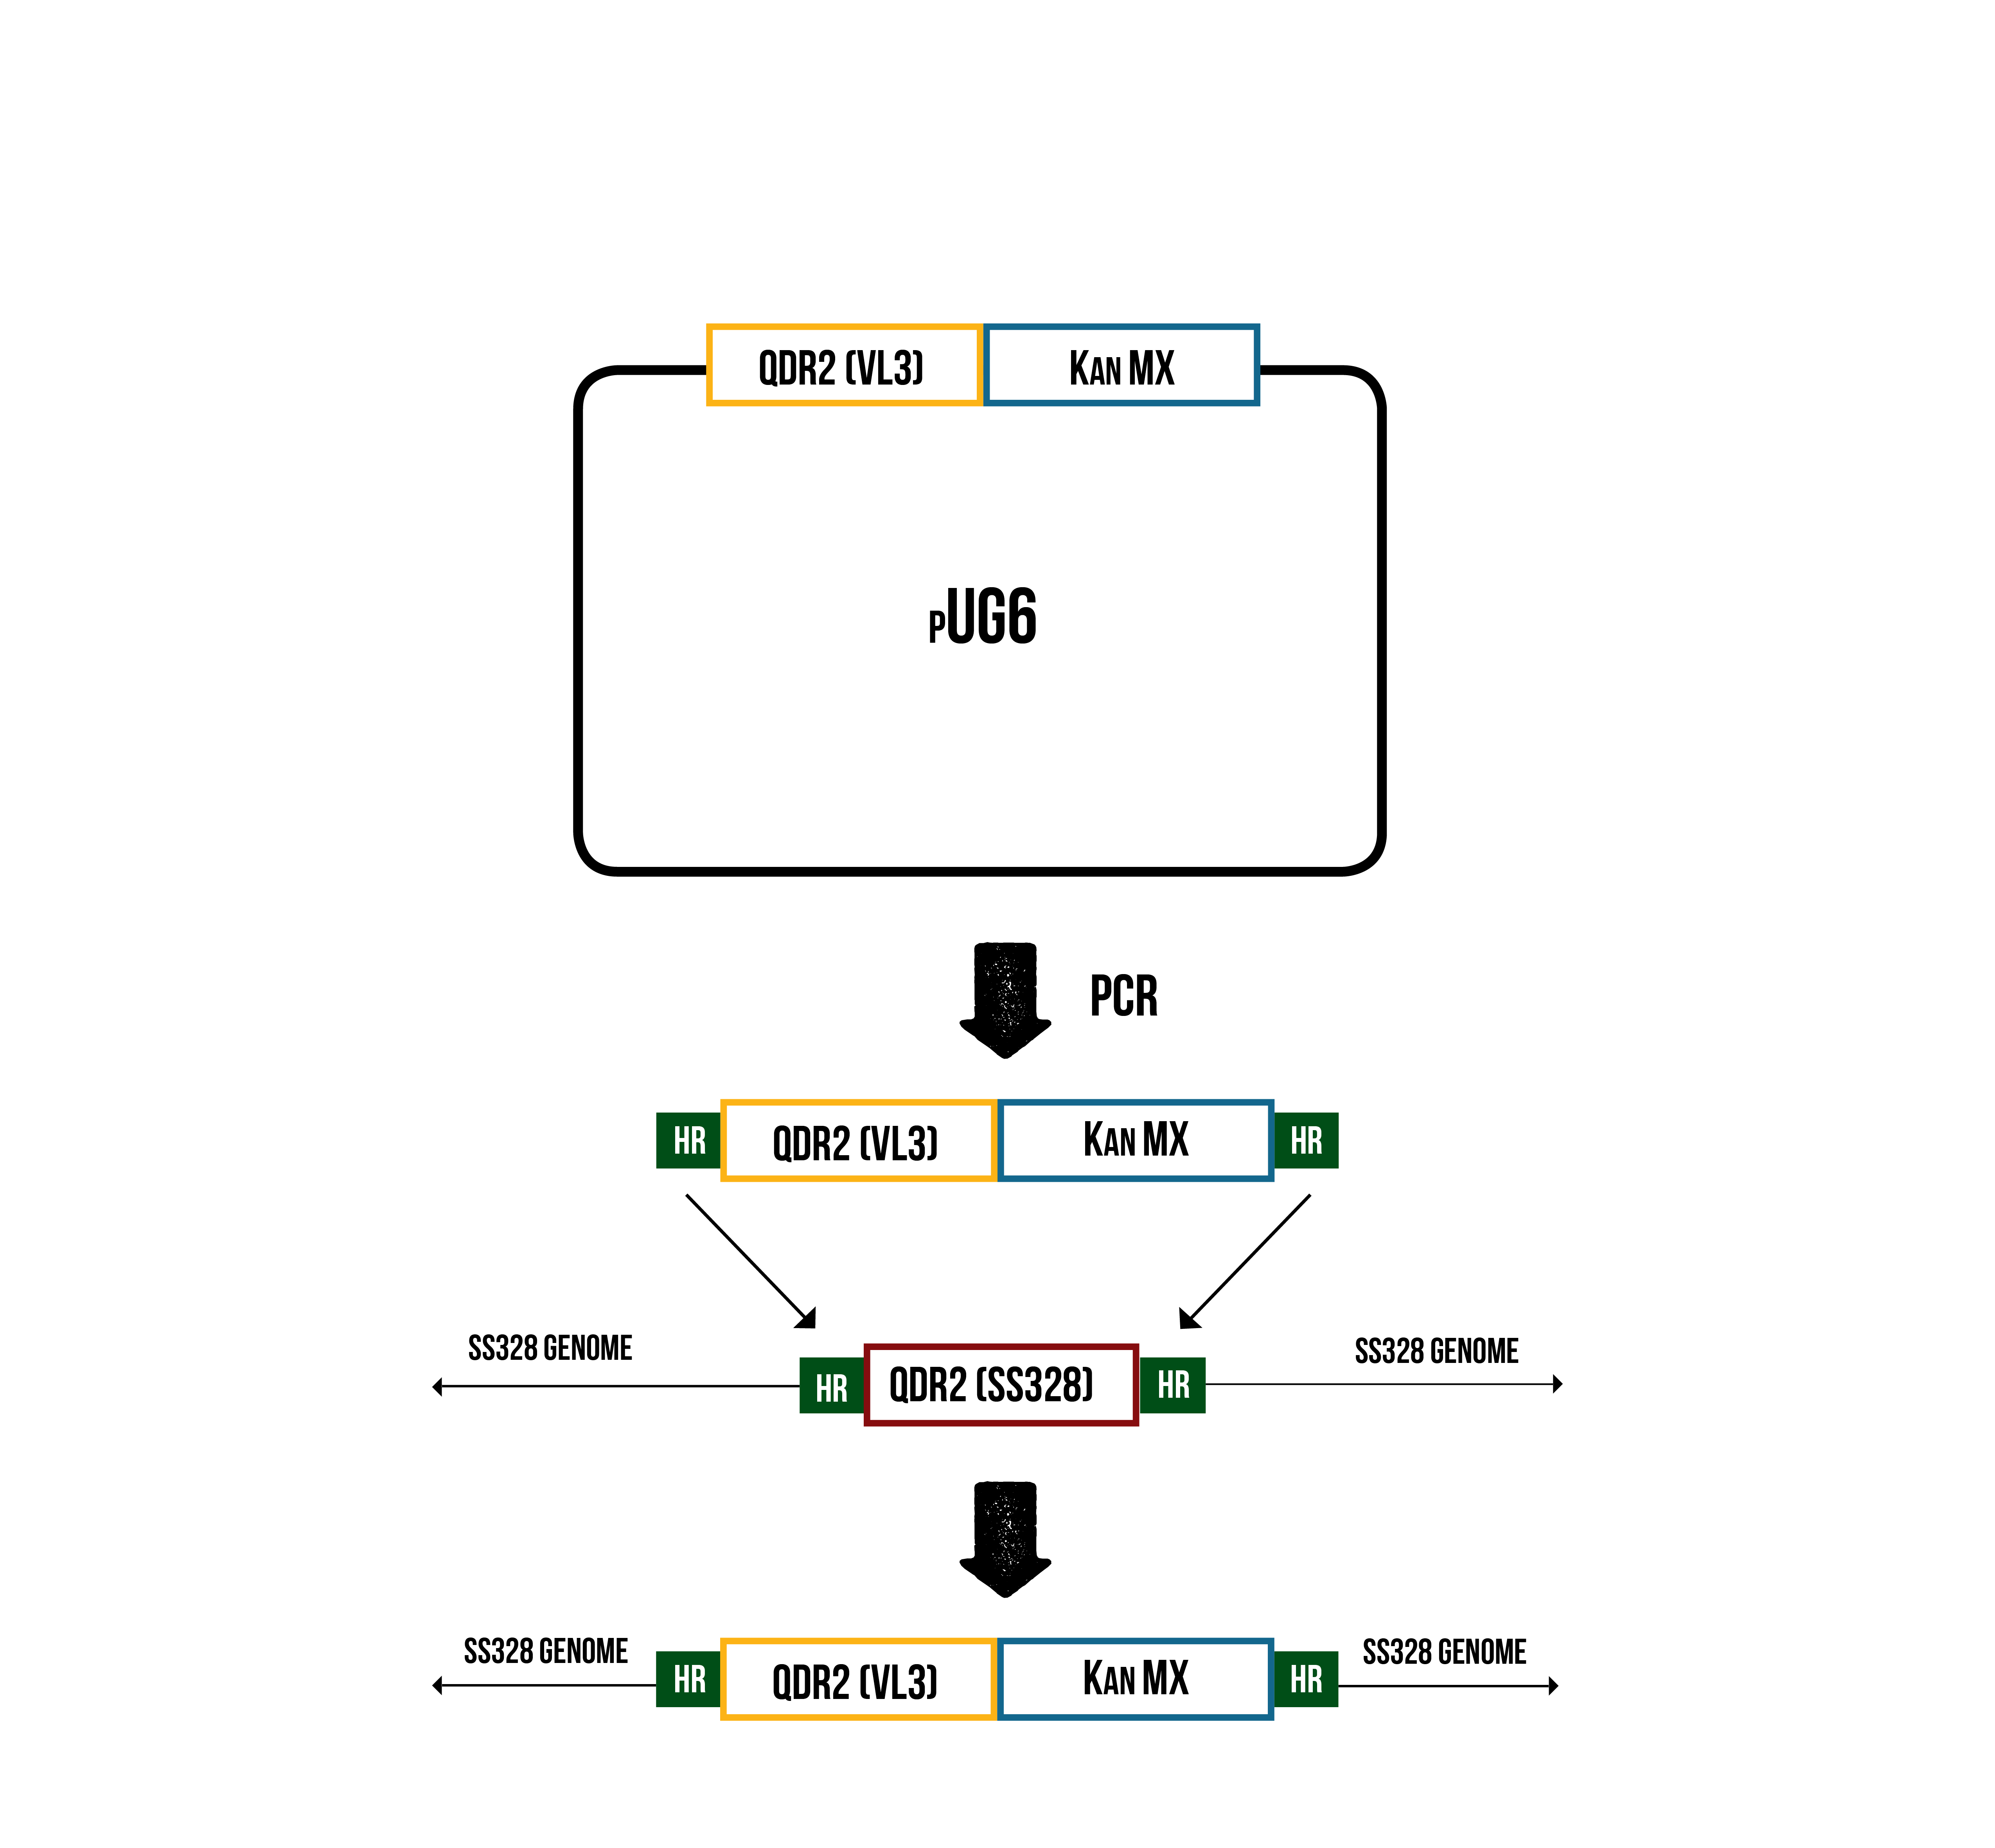 QDR2 (VL3) KAN MX
pUG6
PCR
HR QDR2 (VL3) KAN MX HR
SS328 GENOME SS328 GENOME
HR QDR2 (SS328) HR
SS328 GENOME SS328 GENOME
HR QDR2 (VL3) KAN MX HR